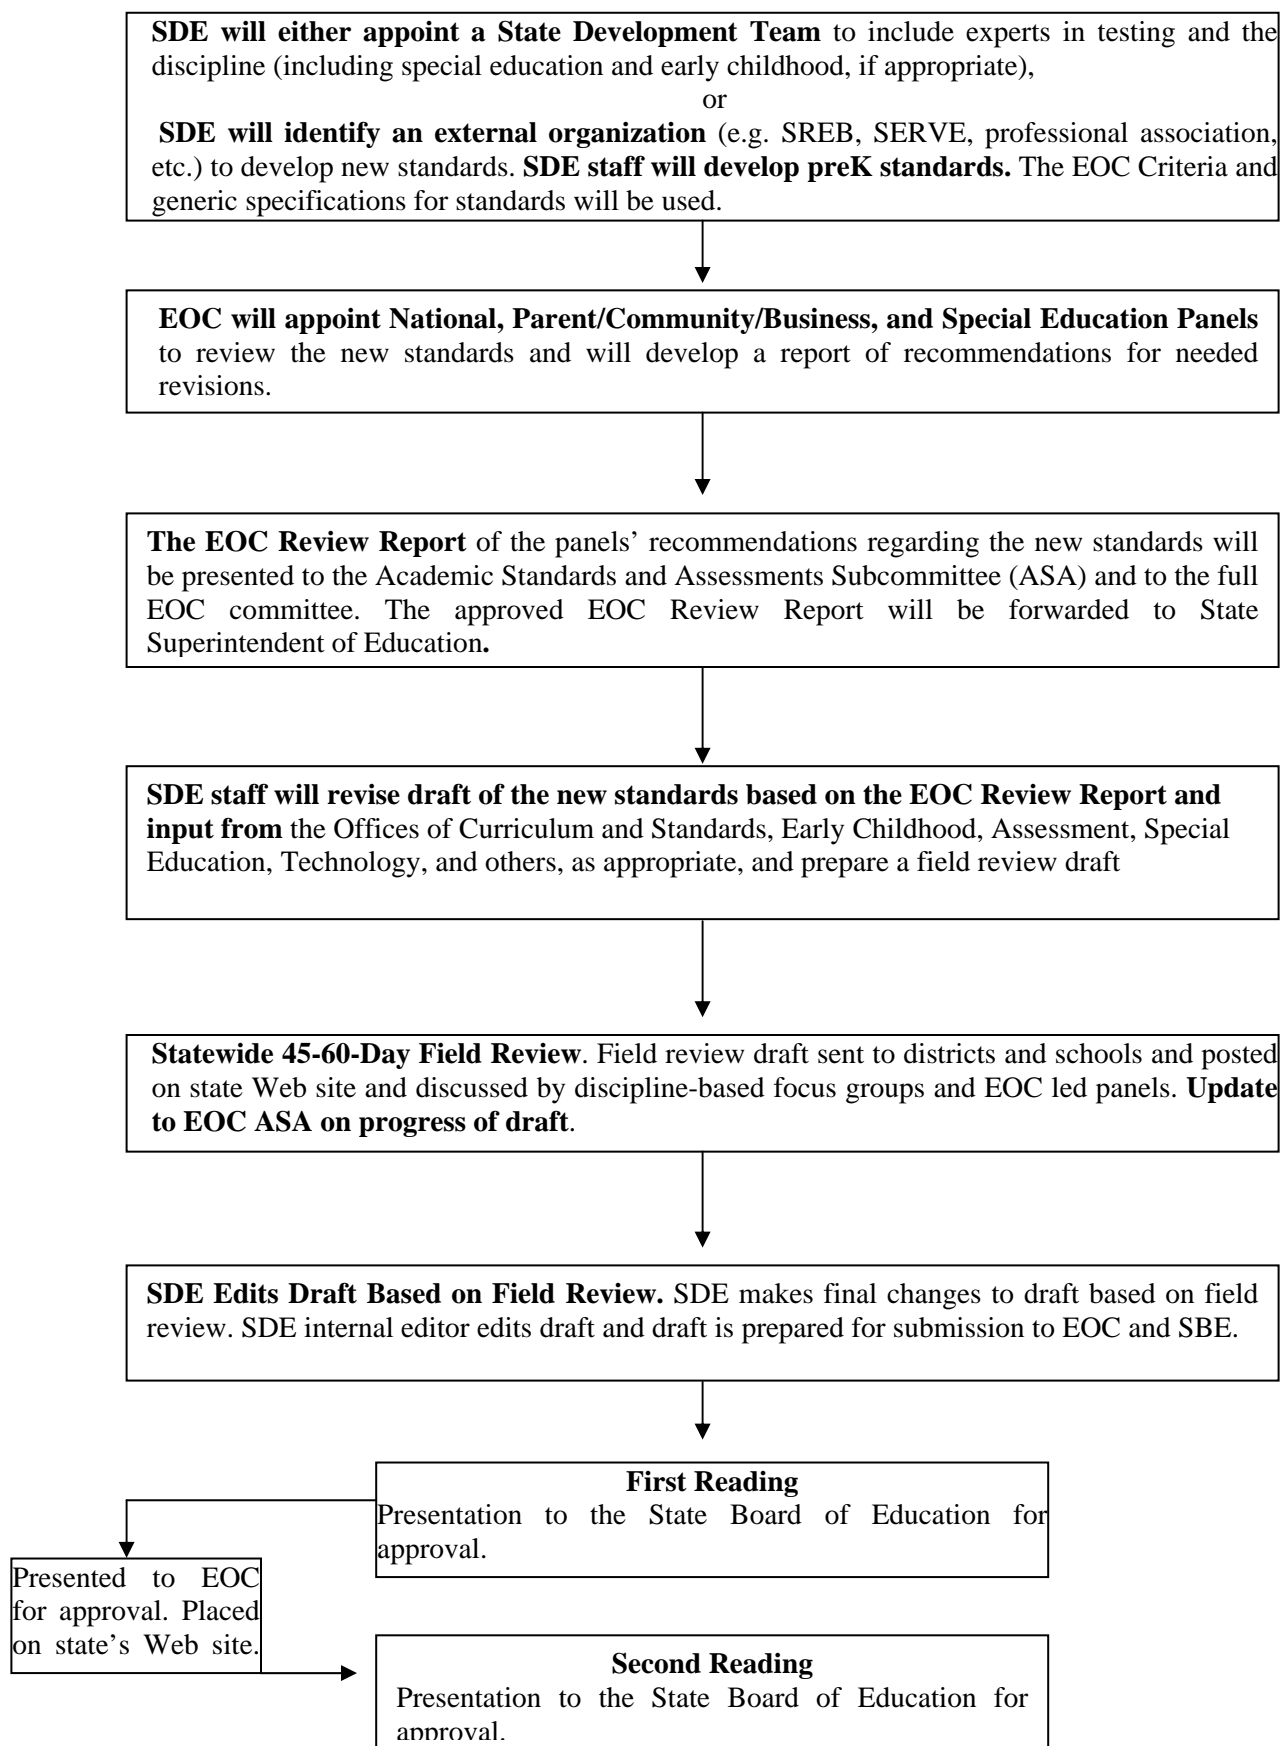 SDE will either appoint a State Development Team to include experts in testing and the
discipline (including special education and early childhood, if appropriate),
or
SDE will identify an external organization (e.g. SREB, SERVE, professional association,
etc.) to develop new standards. SDE staff will develop preK standards. The EOC Criteria and
generic specifications for standards will be used.
EOC will appoint National, Parent/Community/Business, and Special Education Panels
to review the new standards and will develop a report of recommendations for needed
revisions.
The EOC Review Report of the panels’ recommendations regarding the new standards will
be presented to the Academic Standards and Assessments Subcommittee (ASA) and to the full
EOC committee. The approved EOC Review Report will be forwarded to State
Superintendent of Education.
SDE staff will revise draft of the new standards based on the EOC Review Report and
input from the Offices of Curriculum and Standards, Early Childhood, Assessment, Special
Education, Technology, and others, as appropriate, and prepare a field review draft
Statewide 45-60-Day Field Review. Field review draft sent to districts and schools and posted
on state Web site and discussed by discipline-based focus groups and EOC led panels. Update
to EOC ASA on progress of draft.
SDE Edits Draft Based on Field Review. SDE makes final changes to draft based on field
review. SDE internal editor edits draft and draft is prepared for submission to EOC and SBE.
First Reading
Presentation to the State Board of Education for
approval.
Presented to EOC
for approval. Placed
on state’s Web site.
Second Reading
Presentation to the State Board of Education for
approval.